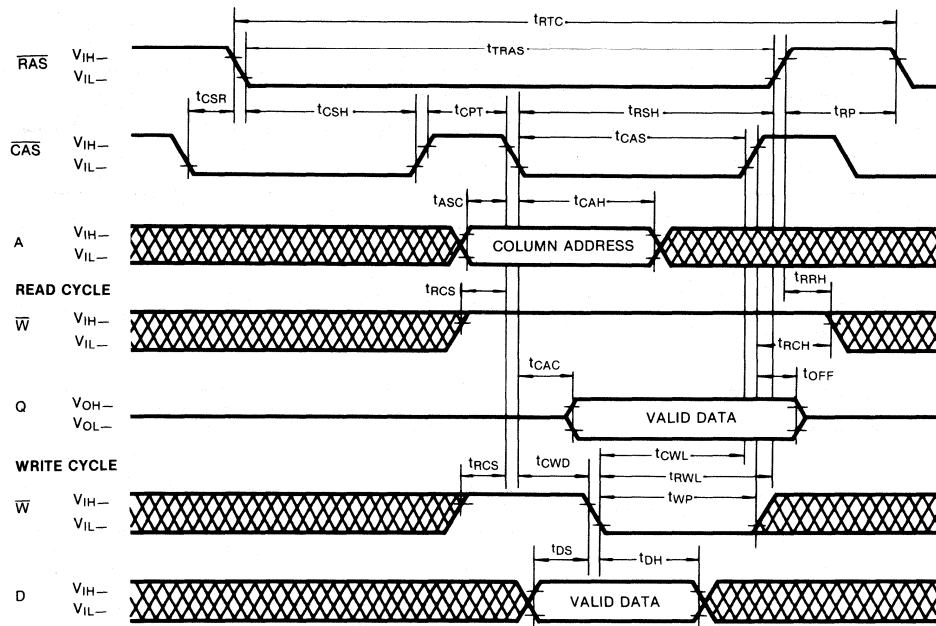 tRTC
RAS VIH VIL tTRAS
tCSR tCSH tCPT tRSH tRP
CAS VIH VIL tCAS
tASC tCAH
A VIH VIL COLUMN ADDRESS
READ CYCLE tRCS tRRH
W VIH VIL tRCH
tCAC tOFF
Q VOH VOL VALID DATA
WRITE CYCLE tRCS tCWD tCWL
tRWL
W VIH VIL tWP
tDS tDH
D VIH VIL VALID DATA